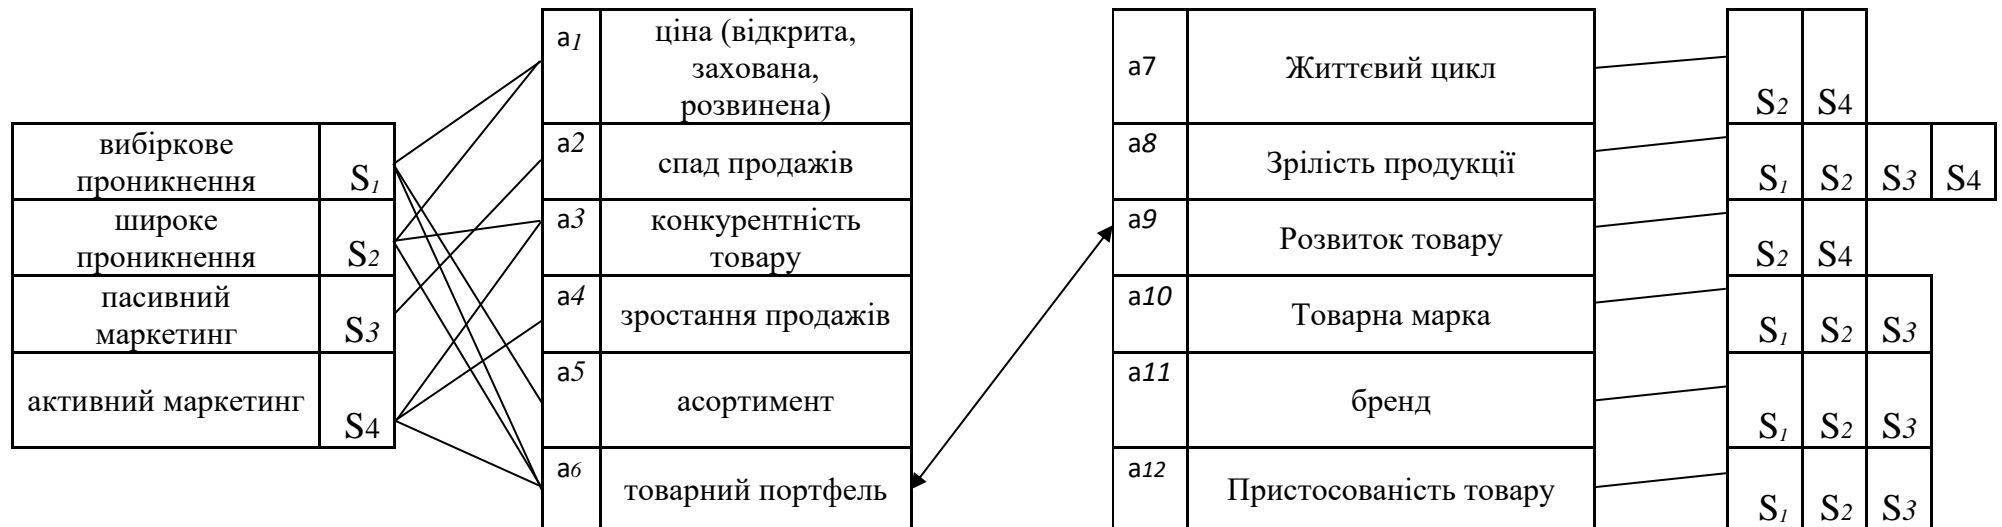 вибіркове
проникнення
S1
широке
проникнення
S2
пасивний
маркетинг
S3
активний маркетинг
S4
a1
ціна (відкрита,
захована,
розвинена)
a2
спад продажів
a3
конкурентність
товару
a4
зростання продажів
a5
асортимент
a6
товарний портфель
a7
Життєвий цикл
S2 S4
a8
Зрілість продукції
S1 S2 S3 S4
a9
Розвиток товару
S2 S4
a10
Товарна марка
S1 S2 S3
a11
бренд
S1 S2 S3
a12
Пристосованість товару
S1 S2 S3